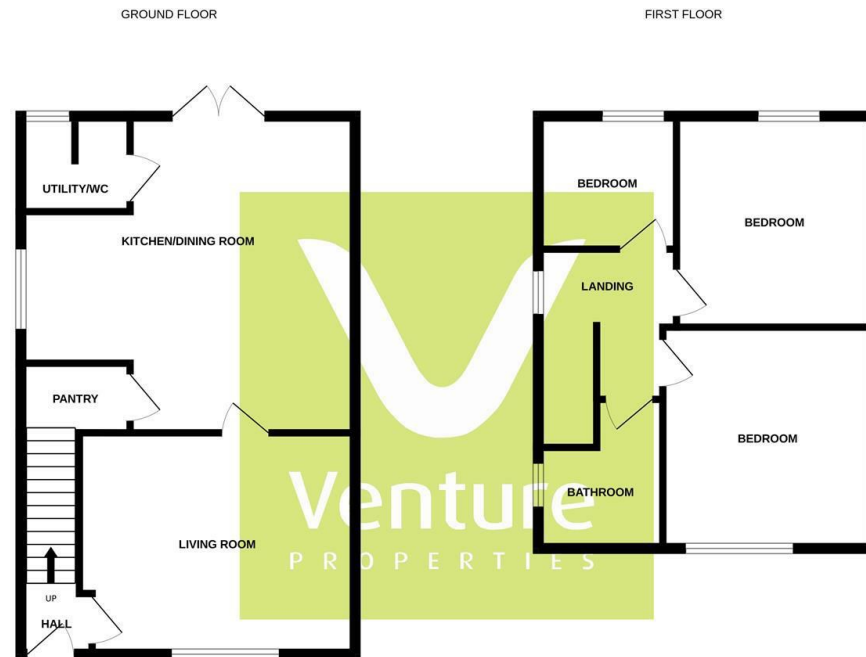 GROUND FLOOR
FIRST FLOOR
UTILITY/WC
KITCHEN/DINING ROOM
PANTRY
LIVING ROOM
UP
HALL
BEDROOM
BEDROOM
LANDING
BEDROOM
BATHROOM
Venture
PROPERTIES